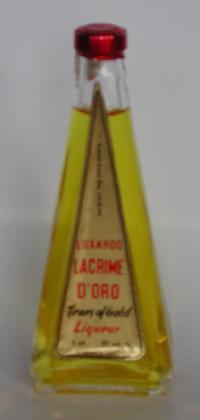 LUXARDO
LACRIME
D'ORO
Tears of Gold
Liqueur